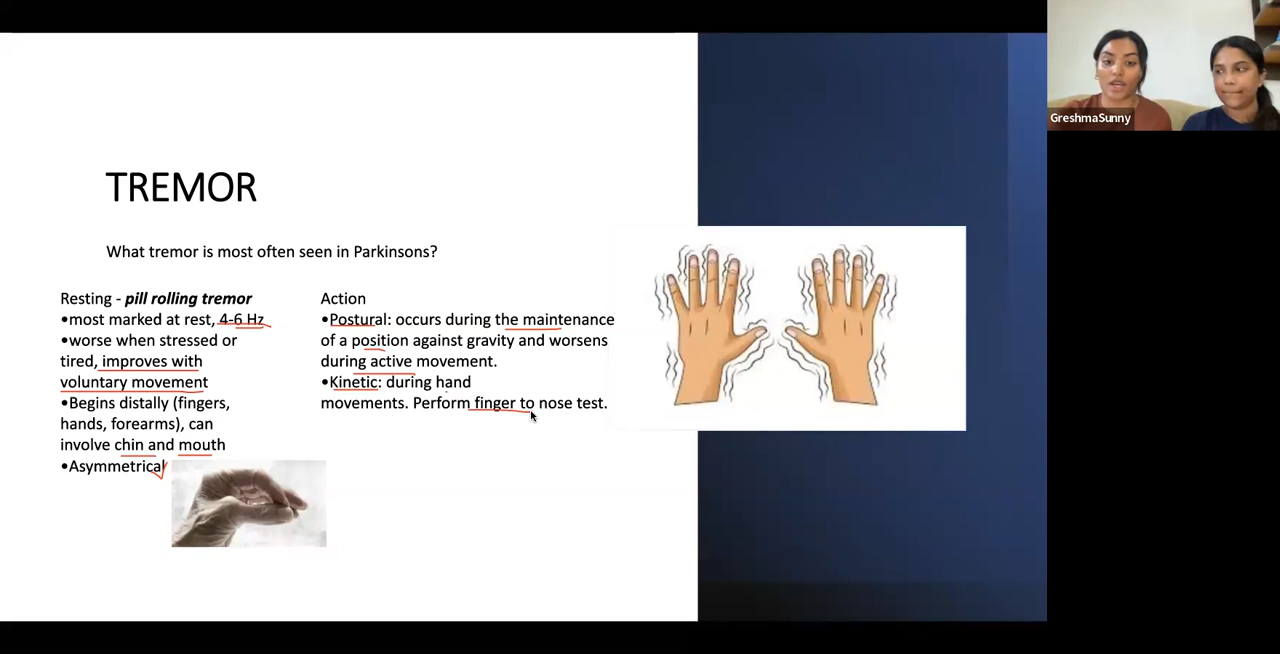 TREMOR
What tremor is most often seen in Parkinsons?
Resting - pill rolling tremor
•most marked at rest, 4-6 Hz
•worse when stressed or
tired, improves with
voluntary movement
•Begins distally (fingers,
hands, forearms), can
involve chin and mouth
•Asymmetrical
Action
•Postural: occurs during the maintenance
of a position against gravity and worsens
during active movement.
•Kinetic: during hand
movements. Perform finger to nose test.
GreshmaSunny